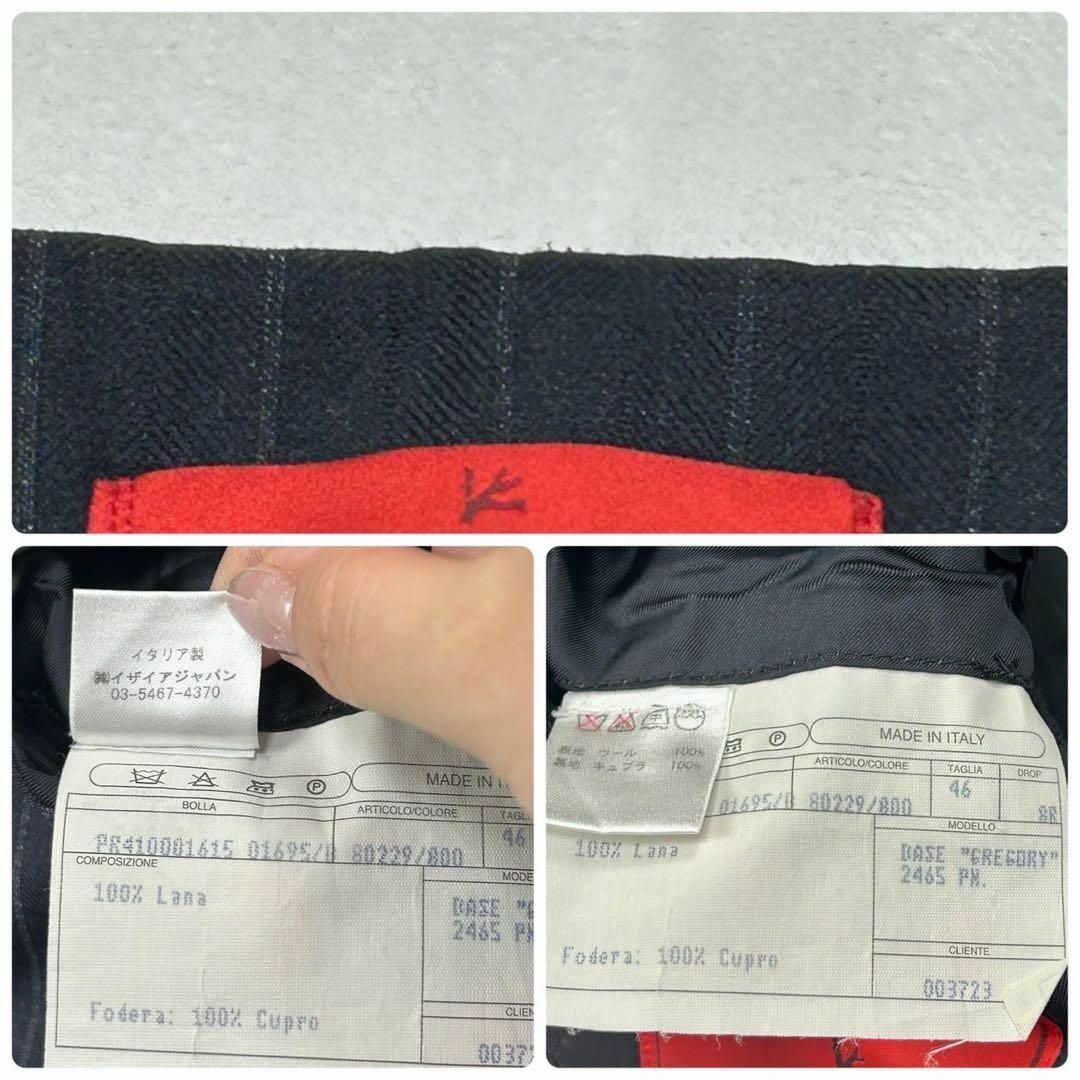 イタリア製
㈱イザイアジャパン
03-5467-4370
MADE IN
BOLLA
ARTICOLO/COLORE
PR410001615 01695/D 80229/800
46
COMPOSIZIONE
100% Lana
2465
Fodera: 100% Cupro
MADE IN ITALY
ARTICOLO/COLORE
TAGLIA
DROP
表地 ウール 100%
裏地 キュプラ 100%
01695/D 80229/800
46
8R
MODELLO
100% Lana
"GREGORY"
2465 PN.
Fodera: 100% Cupro
CLIENTE
003723